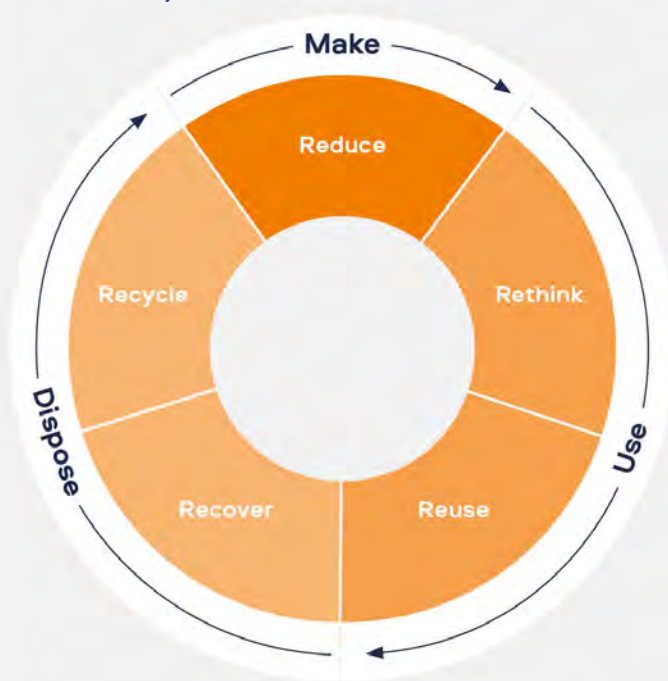 Make
Reduce
Recycle
Rethink
Dispose
Use
Recover
Reuse